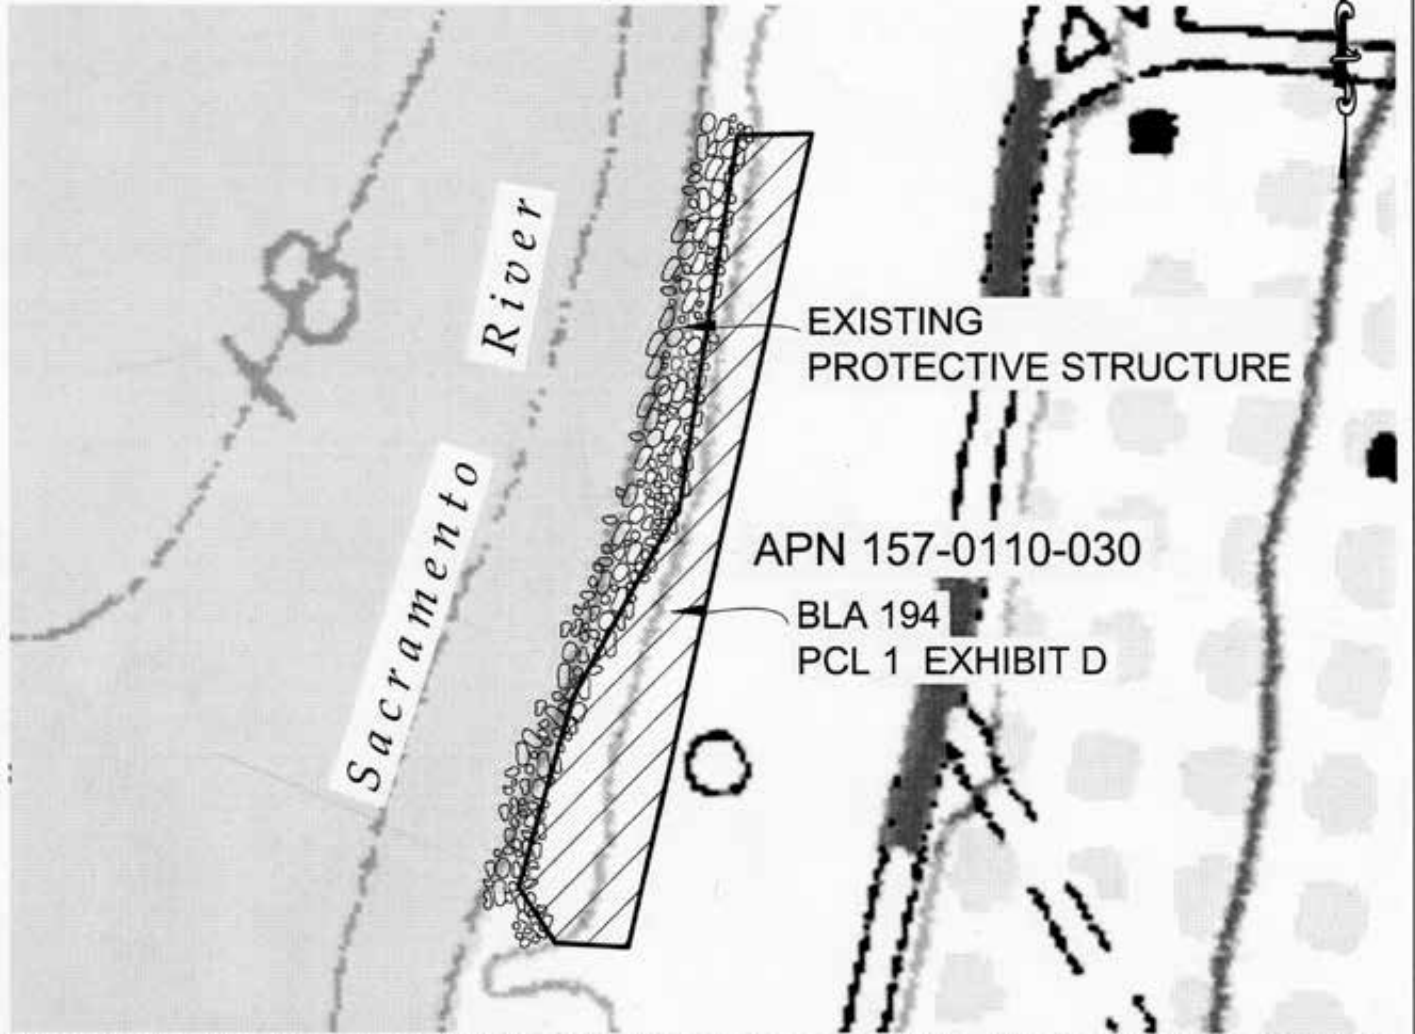 Sacramento River
EXISTING
PROTECTIVE STRUCTURE
APN 157-0110-030
BLA 194
PCL 1 EXHIBIT D